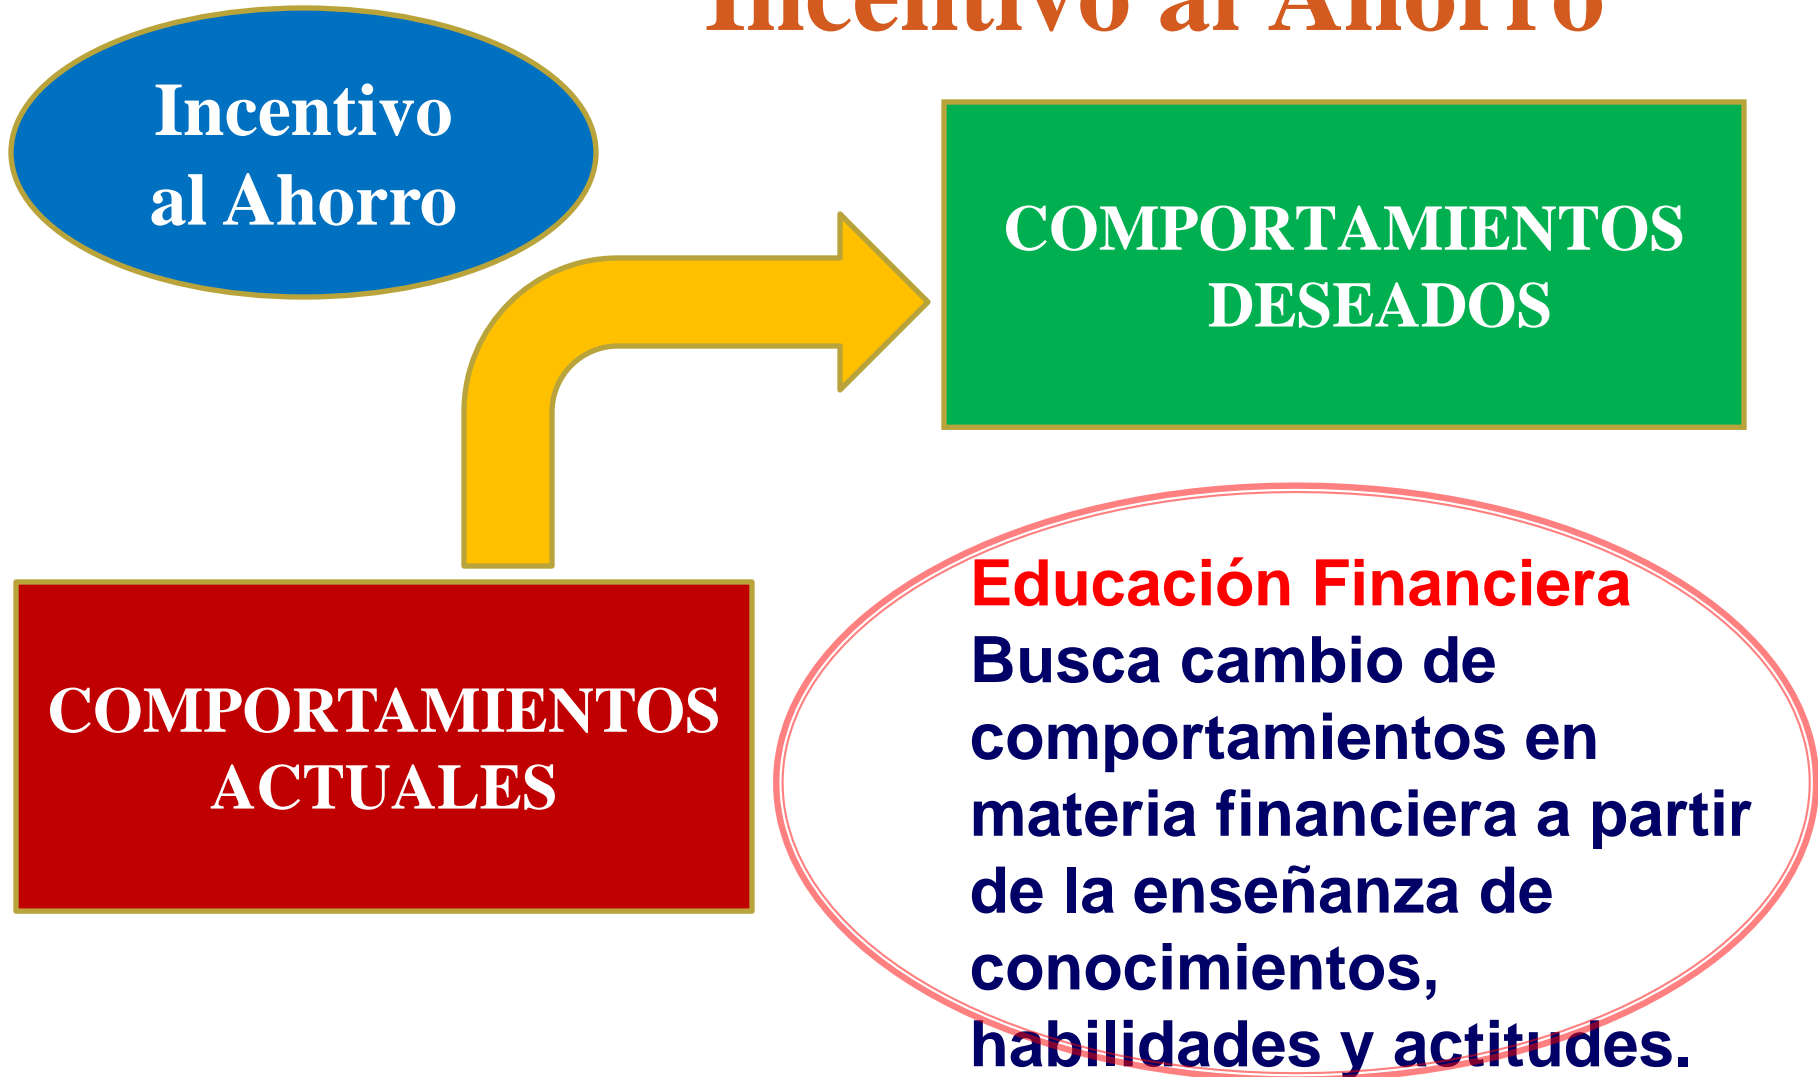 Incentivo al Ahorro
Incentivo
al Ahorro
COMPORTAMIENTOS
DESEADOS
COMPORTAMIENTOS
ACTUALES
Educación Financiera
Busca cambio de
comportamientos en
materia financiera a partir
de la enseñanza de
conocimientos,
habilidades y actitudes.